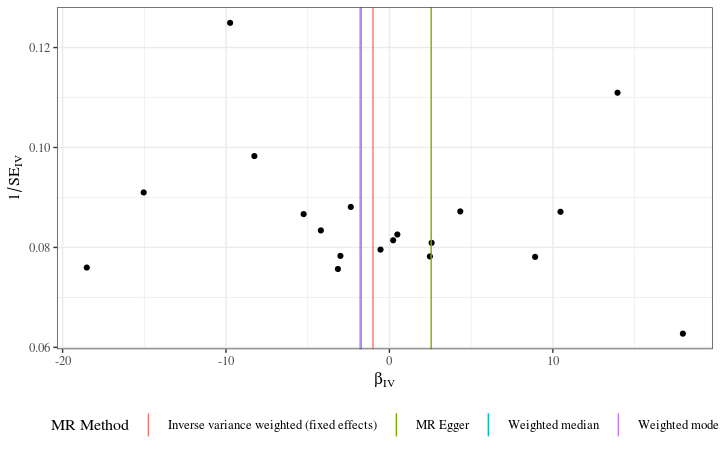 0.12
0.10
0.08
0.06
1/SE_IV
-20
-10
0
10
β_IV
MR Method
Inverse variance weighted (fixed effects)
MR Egger
Weighted median
Weighted mode